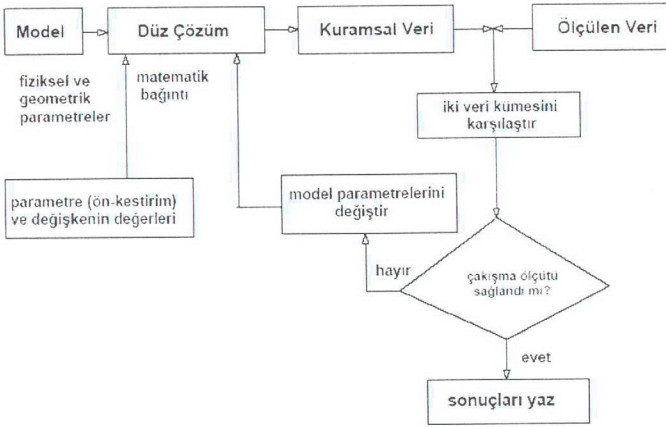 Model
Düz Çözüm
Kuramsal Veri
Ölçülen Veri
fiziksel ve
geometrik
parametreler
matematik
bağıntı
iki veri kümesini
karşılaştır
parametre (ön-kestirim)
ve değişkenin değerleri
model parametrelerini
değiştir
hayır
çakışma ölçütü
sağlandı mı?
evet
sonuçları yaz